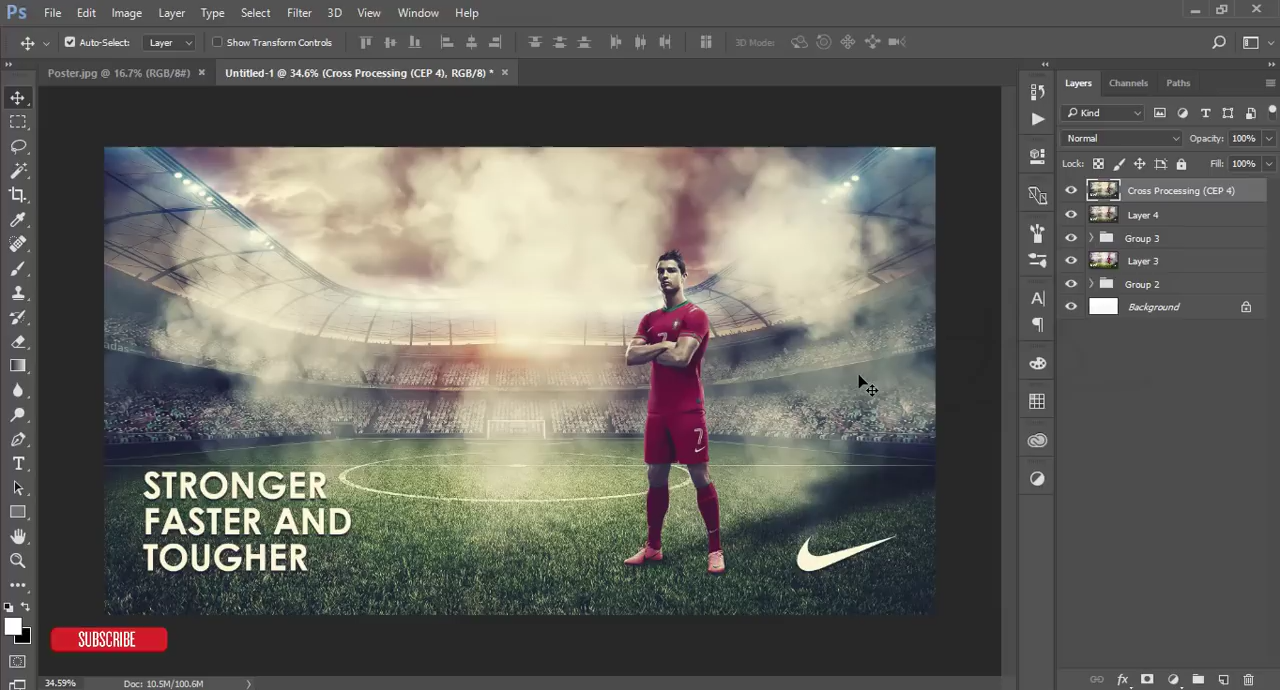 Ps File Edit Image Layer Type Select Filter 3D View Window Help
Auto-Select: Layer Show Transform Controls 3D Mode:
Poster.jpg @ 16.7% (RGB/8#) × Untitled-1 @ 34.6% (Cross Processing (CEP 4), RGB/8) * ×
Layers Channels Paths
Kind
Normal Opacity: 100%
Lock: Fill: 100%
Cross Processing (CEP 4)
Layer 4
Group 3
Layer 3
Group 2
Background
7
7
STRONGER
FASTER AND
TOUGHER
SUBSCRIBE
34.59% Doc: 10.5M/100.6M